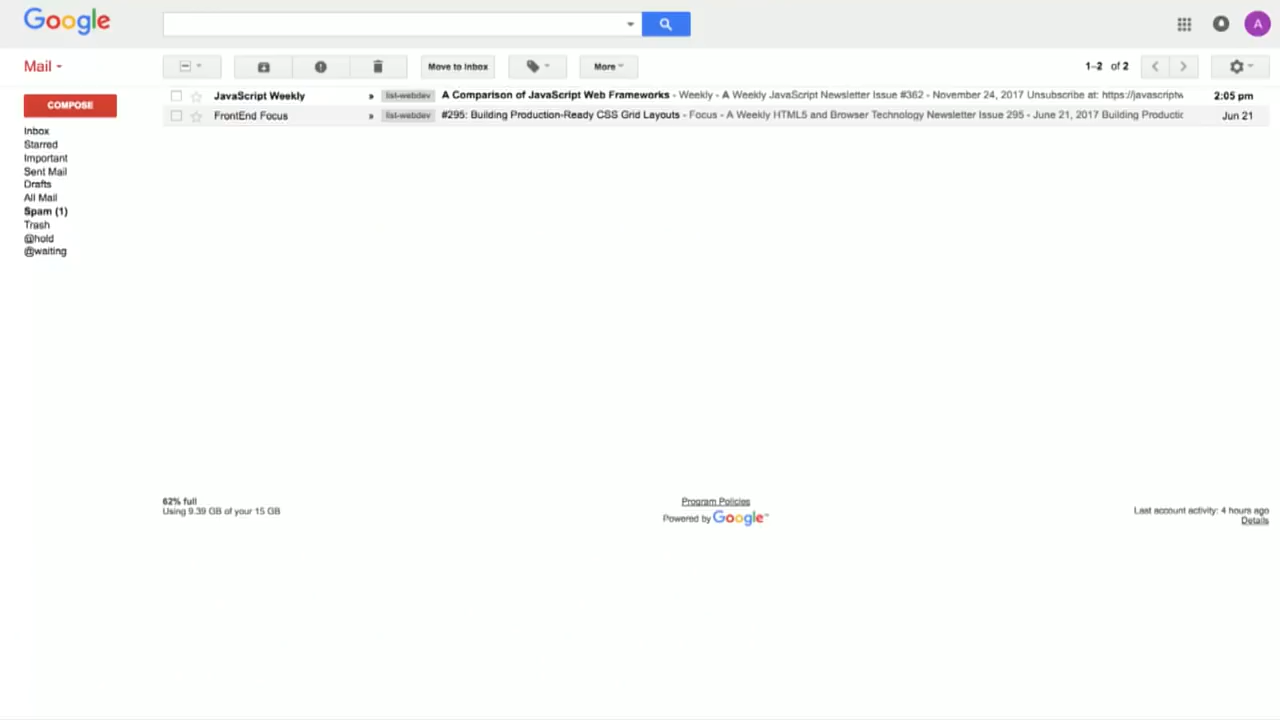 Google
A
Mail
Move to Inbox
More
1–2 of 2
COMPOSE
JavaScript Weekly » list-webdev A Comparison of JavaScript Web Frameworks - Weekly - A Weekly JavaScript Newsletter Issue #362 - November 24, 2017 Unsubscribe at: https://javascriptw 2:05 pm
FrontEnd Focus » list-webdev #295: Building Production-Ready CSS Grid Layouts - Focus - A Weekly HTML5 and Browser Technology Newsletter Issue 295 - June 21, 2017 Building Productic Jun 21
Inbox
Starred
Important
Sent Mail
Drafts
All Mail
Spam (1)
Trash
@hold
@waiting
62% full
Using 9.39 GB of your 15 GB
Program Policies
Powered by Google™
Last account activity: 4 hours ago
Details